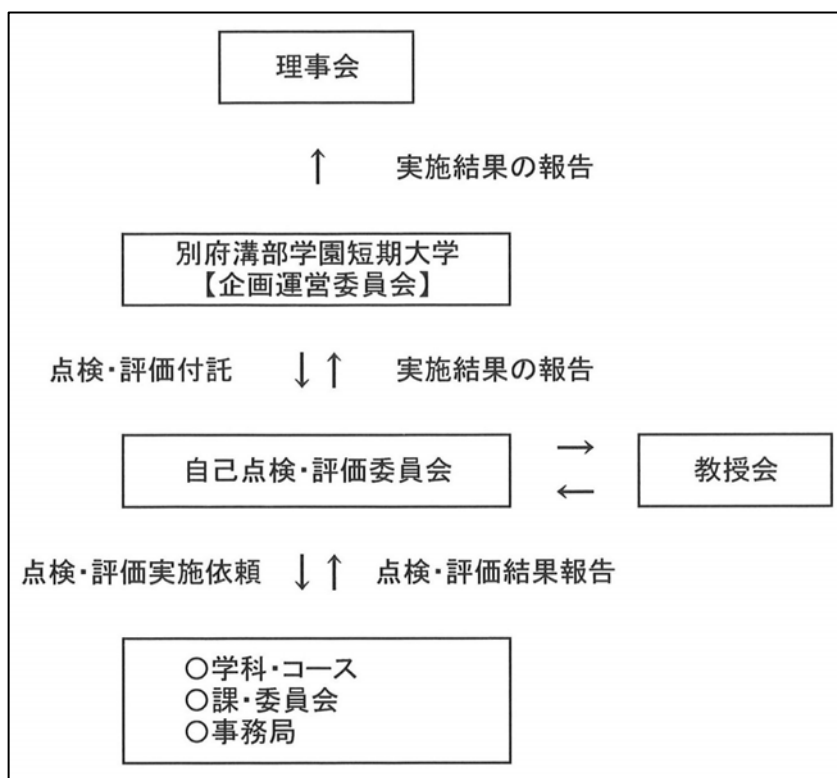 理事会
↑ 実施結果の報告
別府溝部学園短期大学
【企画運営委員会】
点検・評価付託 ↓↑ 実施結果の報告
自己点検・評価委員会 → ← 教授会
点検・評価実施依頼 ↓↑ 点検・評価結果報告
○学科・コース
○課・委員会
○事務局